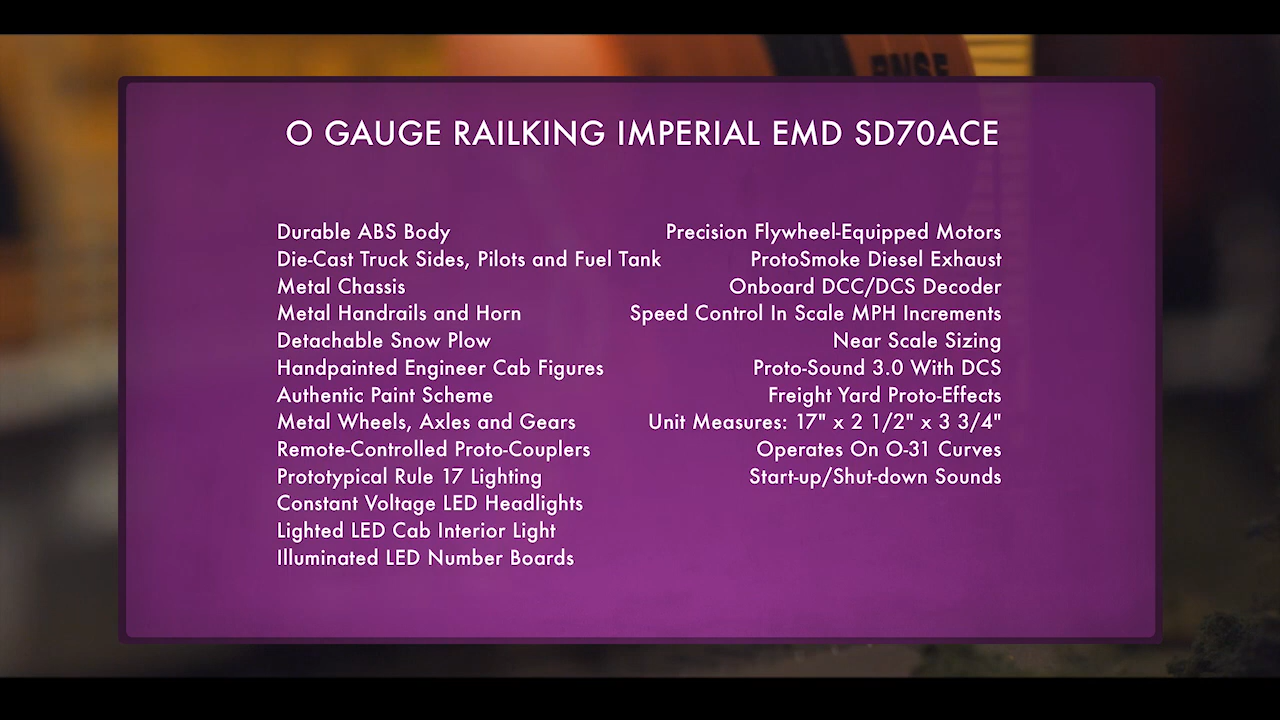 BNSF
O GAUGE RAILKING IMPERIAL EMD SD70ACE
Durable ABS Body
Die-Cast Truck Sides, Pilots and Fuel Tank
Metal Chassis
Metal Handrails and Horn
Detachable Snow Plow
Handpainted Engineer Cab Figures
Authentic Paint Scheme
Metal Wheels, Axles and Gears
Remote-Controlled Proto-Couplers
Prototypical Rule 17 Lighting
Constant Voltage LED Headlights
Lighted LED Cab Interior Light
Illuminated LED Number Boards
Precision Flywheel-Equipped Motors
ProtoSmoke Diesel Exhaust
Onboard DCC/DCS Decoder
Speed Control In Scale MPH Increments
Near Scale Sizing
Proto-Sound 3.0 With DCS
Freight Yard Proto-Effects
Unit Measures: 17" x 2 1/2" x 3 3/4"
Operates On O-31 Curves
Start-up/Shut-down Sounds